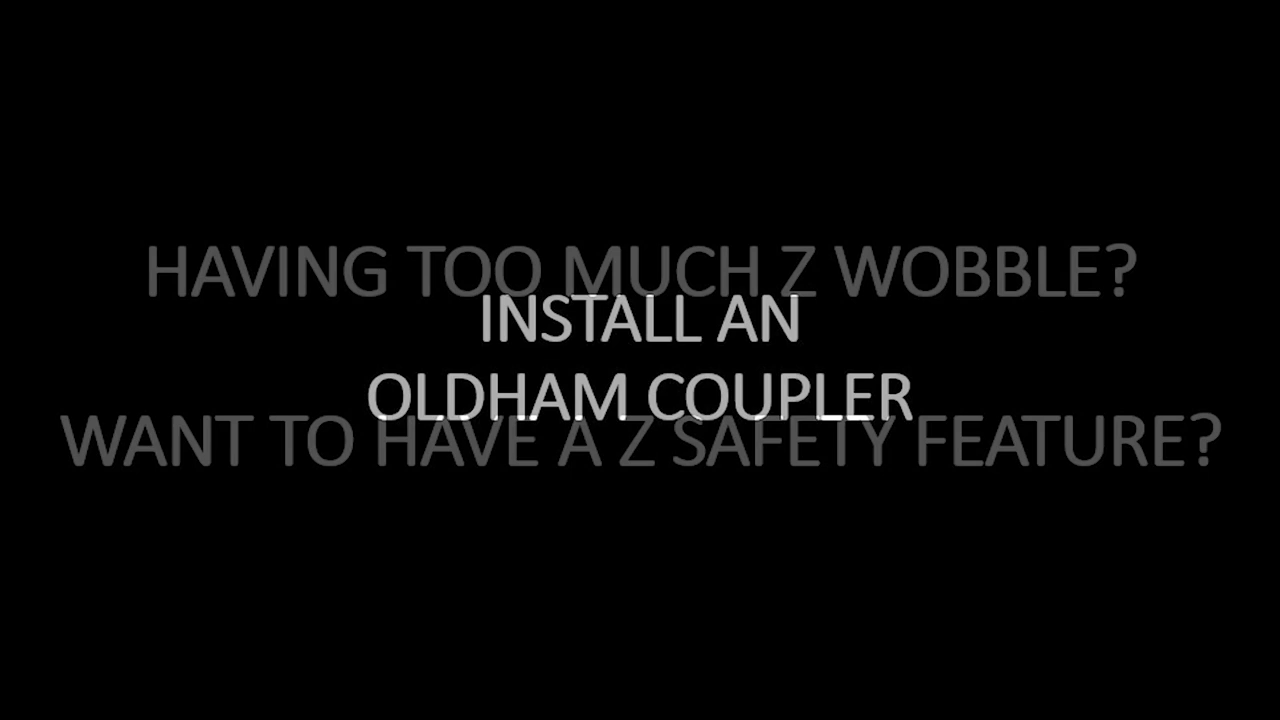 HAVING TOO MUCH Z WOBBLE?
INSTALL AN
OLDHAM COUPLER
WANT TO HAVE A Z SAFETY FEATURE?